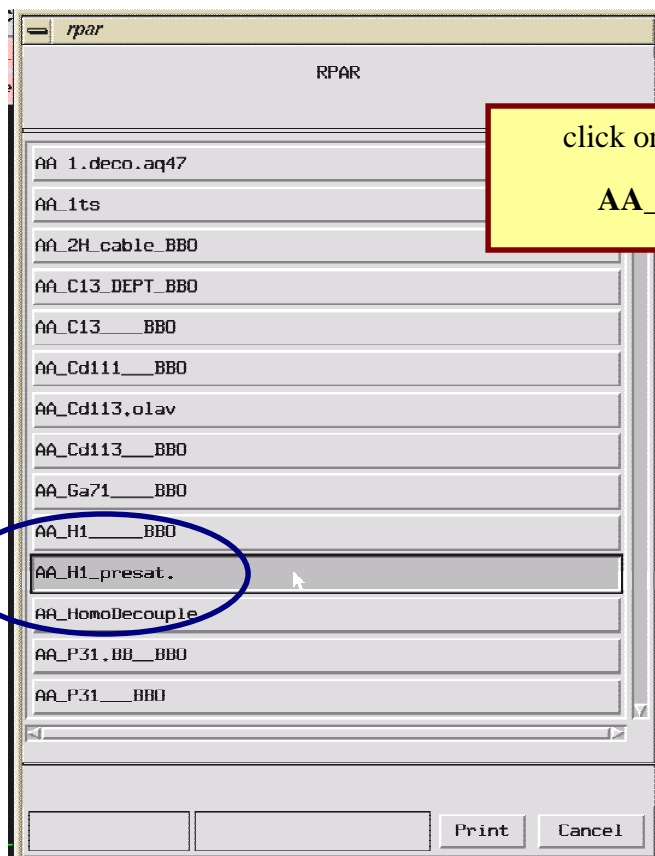 rpar
RPAR
click o
AA_
AA 1.deco.aq47
AA_1ts
AA_2H_cable_BBO
AA_C13_DEPT_BBO
AA_C13____BBO
AA_Cd111___BBO
AA_Cd113.olav
AA_Cd113___BBO
AA_Ga71____BBO
AA_H1_____BBO
AA_H1_presat.
AA_HomoDecouple
AA_P31.BB__BBO
AA_P31___BBO
Print Cancel